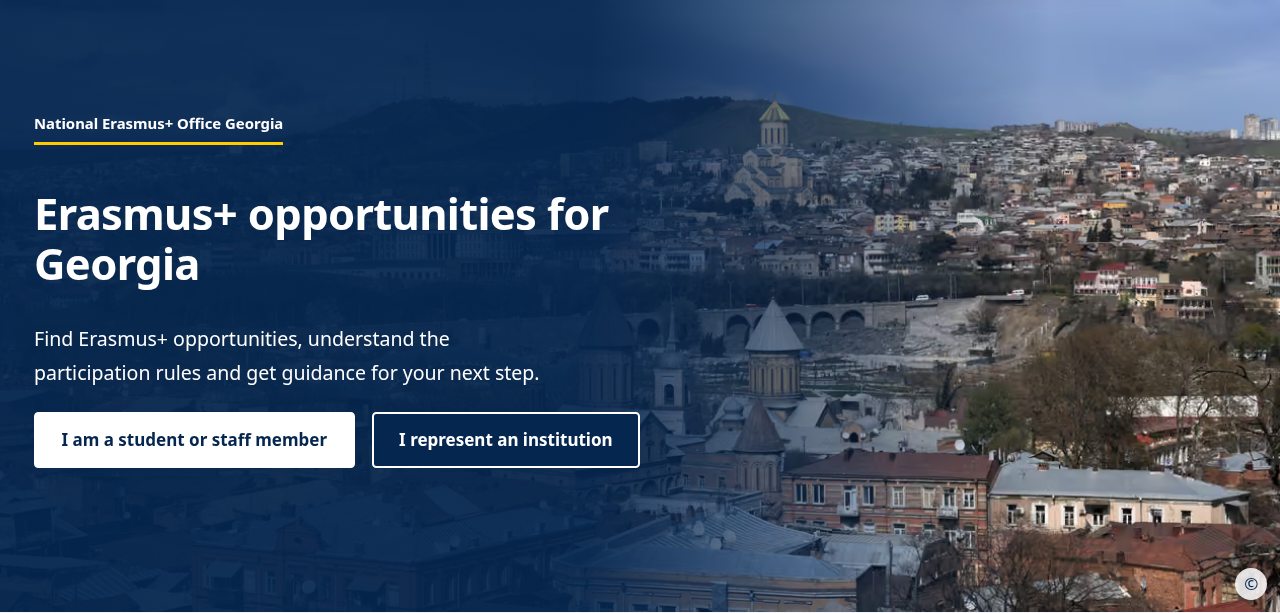 National Erasmus+ Office Georgia
Erasmus+ opportunities for
Georgia
Find Erasmus+ opportunities, understand the
participation rules and get guidance for your next step.
I am a student or staff member
I represent an institution
©